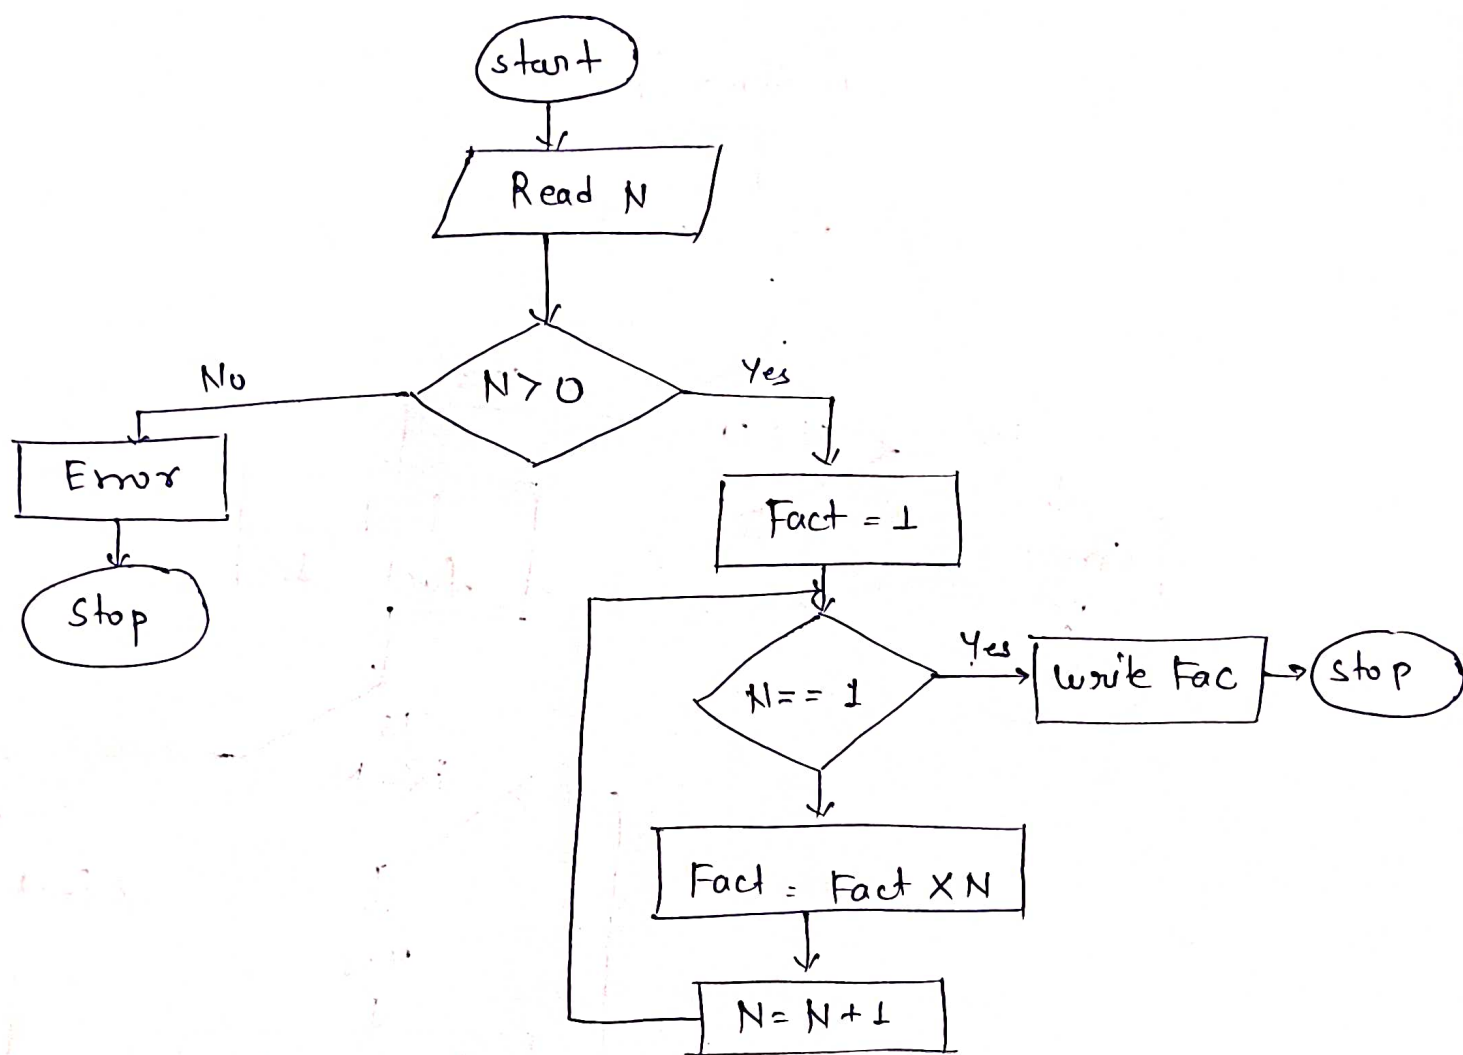 start
Read N
N > 0
No
Yes
Error
Stop
Fact = 1
N == 1
Yes
write Fac
stop
Fact = Fact X N
N = N + 1